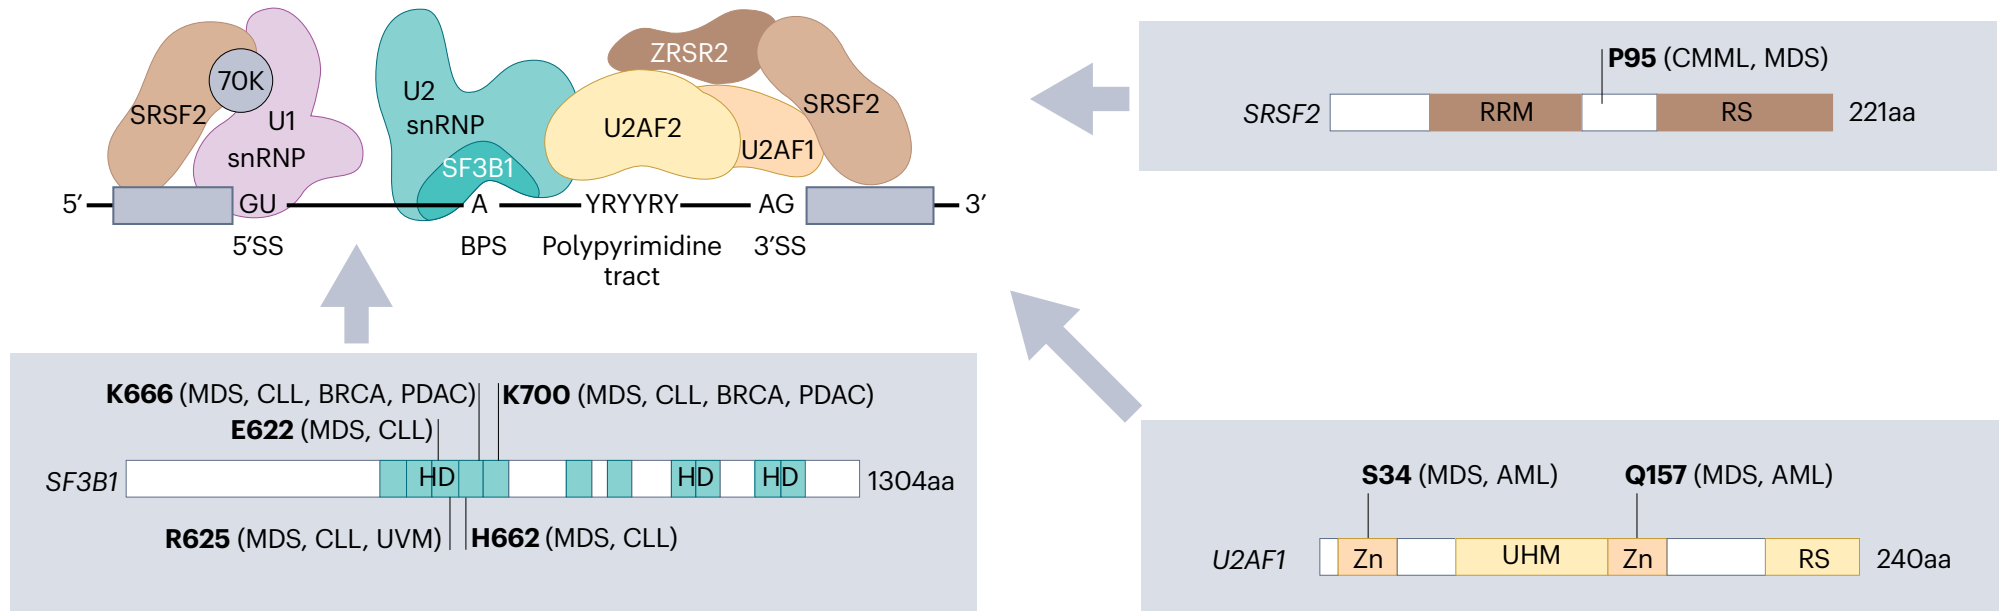 ZRSR2
70K
SRSF2
U1
snRNP
U2
snRNP
SF3B1
U2AF2
U2AF1
SRSF2
5′ GU A YRYYRY AG 3′
5′SS BPS Polypyrimidine tract 3′SS
P95 (CMML, MDS)
SRSF2 RRM RS 221aa
K666 (MDS, CLL, BRCA, PDAC) K700 (MDS, CLL, BRCA, PDAC)
E622 (MDS, CLL)
SF3B1 HD HD HD 1304aa
R625 (MDS, CLL, UVM) H662 (MDS, CLL)
S34 (MDS, AML) Q157 (MDS, AML)
U2AF1 Zn UHM Zn RS 240aa